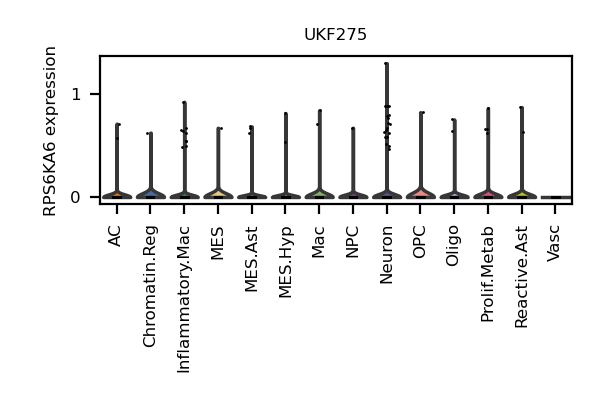 UKF275
RPS6KA6 expression
1
0
AC
Chromatin.Reg
Inflammatory.Mac
MES
MES.Ast
MES.Hyp
Mac
NPC
Neuron
OPC
Oligo
Prolif.Metab
Reactive.Ast
Vasc